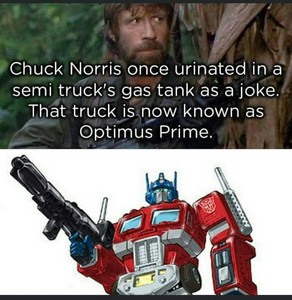 Chuck Norris once urinated in a
semi truck's gas tank as a joke.
That truck is now known as
Optimus Prime.